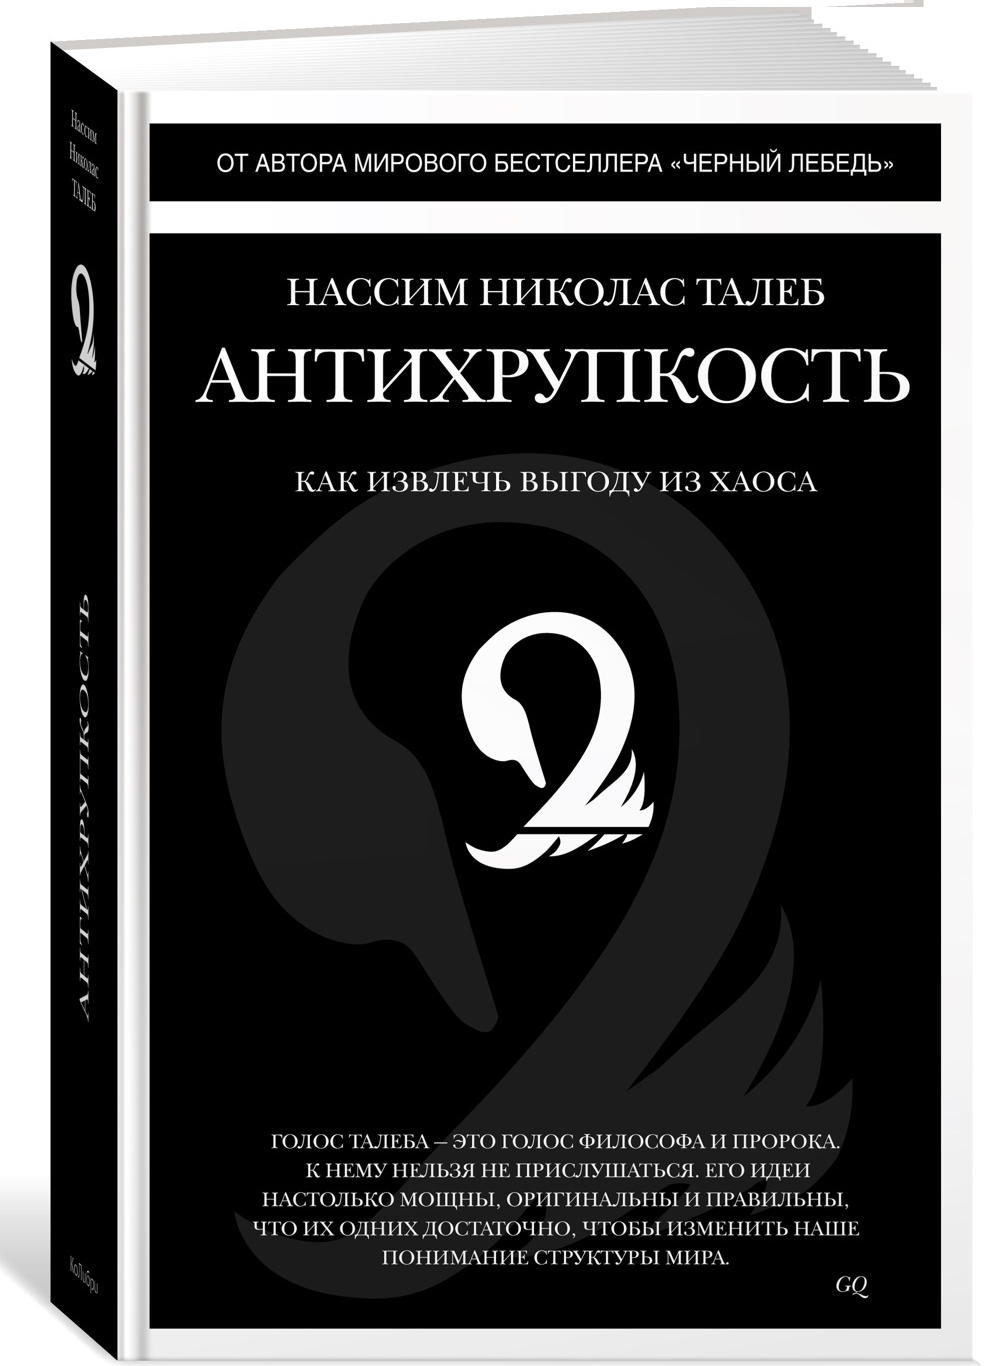 Нассим
Николас
ТАЛЕБ
АНТИХРУПКОСТЬ
КоЛибри
ОТ АВТОРА МИРОВОГО БЕСТСЕЛЛЕРА «ЧЕРНЫЙ ЛЕБЕДЬ»
НАССИМ НИКОЛАС ТАЛЕБ
АНТИХРУПКОСТЬ
КАК ИЗВЛЕЧЬ ВЫГОДУ ИЗ ХАОСА
ГОЛОС ТАЛЕБА – ЭТО ГОЛОС ФИЛОСОФА И ПРОРОКА.
К НЕМУ НЕЛЬЗЯ НЕ ПРИСЛУШАТЬСЯ. ЕГО ИДЕИ
НАСТОЛЬКО МОЩНЫ, ОРИГИНАЛЬНЫ И ПРАВИЛЬНЫ,
ЧТО ИХ ОДНИХ ДОСТАТОЧНО, ЧТОБЫ ИЗМЕНИТЬ НАШЕ
ПОНИМАНИЕ СТРУКТУРЫ МИРА.
GQ